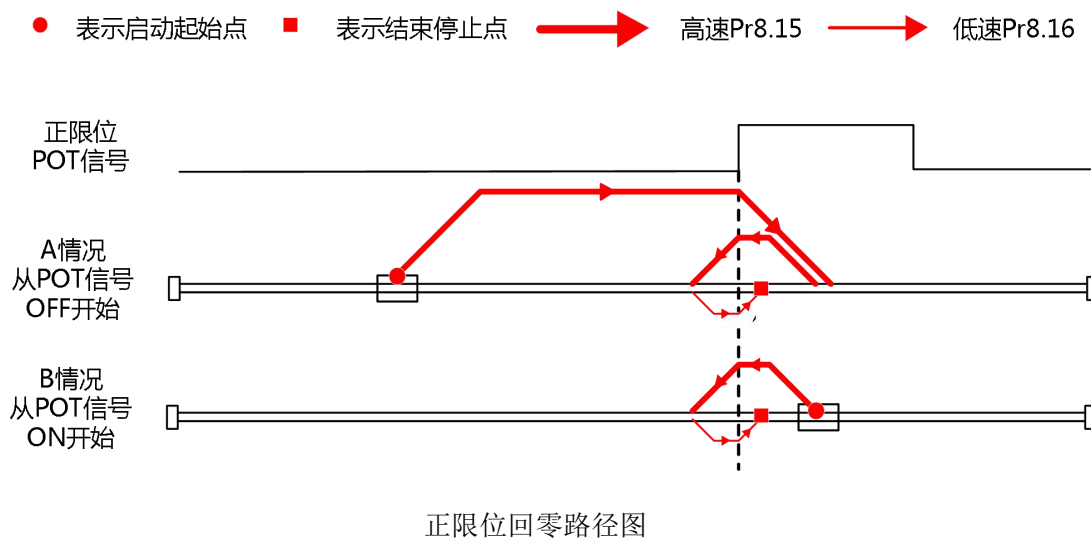 表示启动起始点 表示结束停止点 高速Pr8.15 低速Pr8.16
正限位
POT信号
A情况
从POT信号
OFF开始
B情况
从POT信号
ON开始
正限位回零路径图